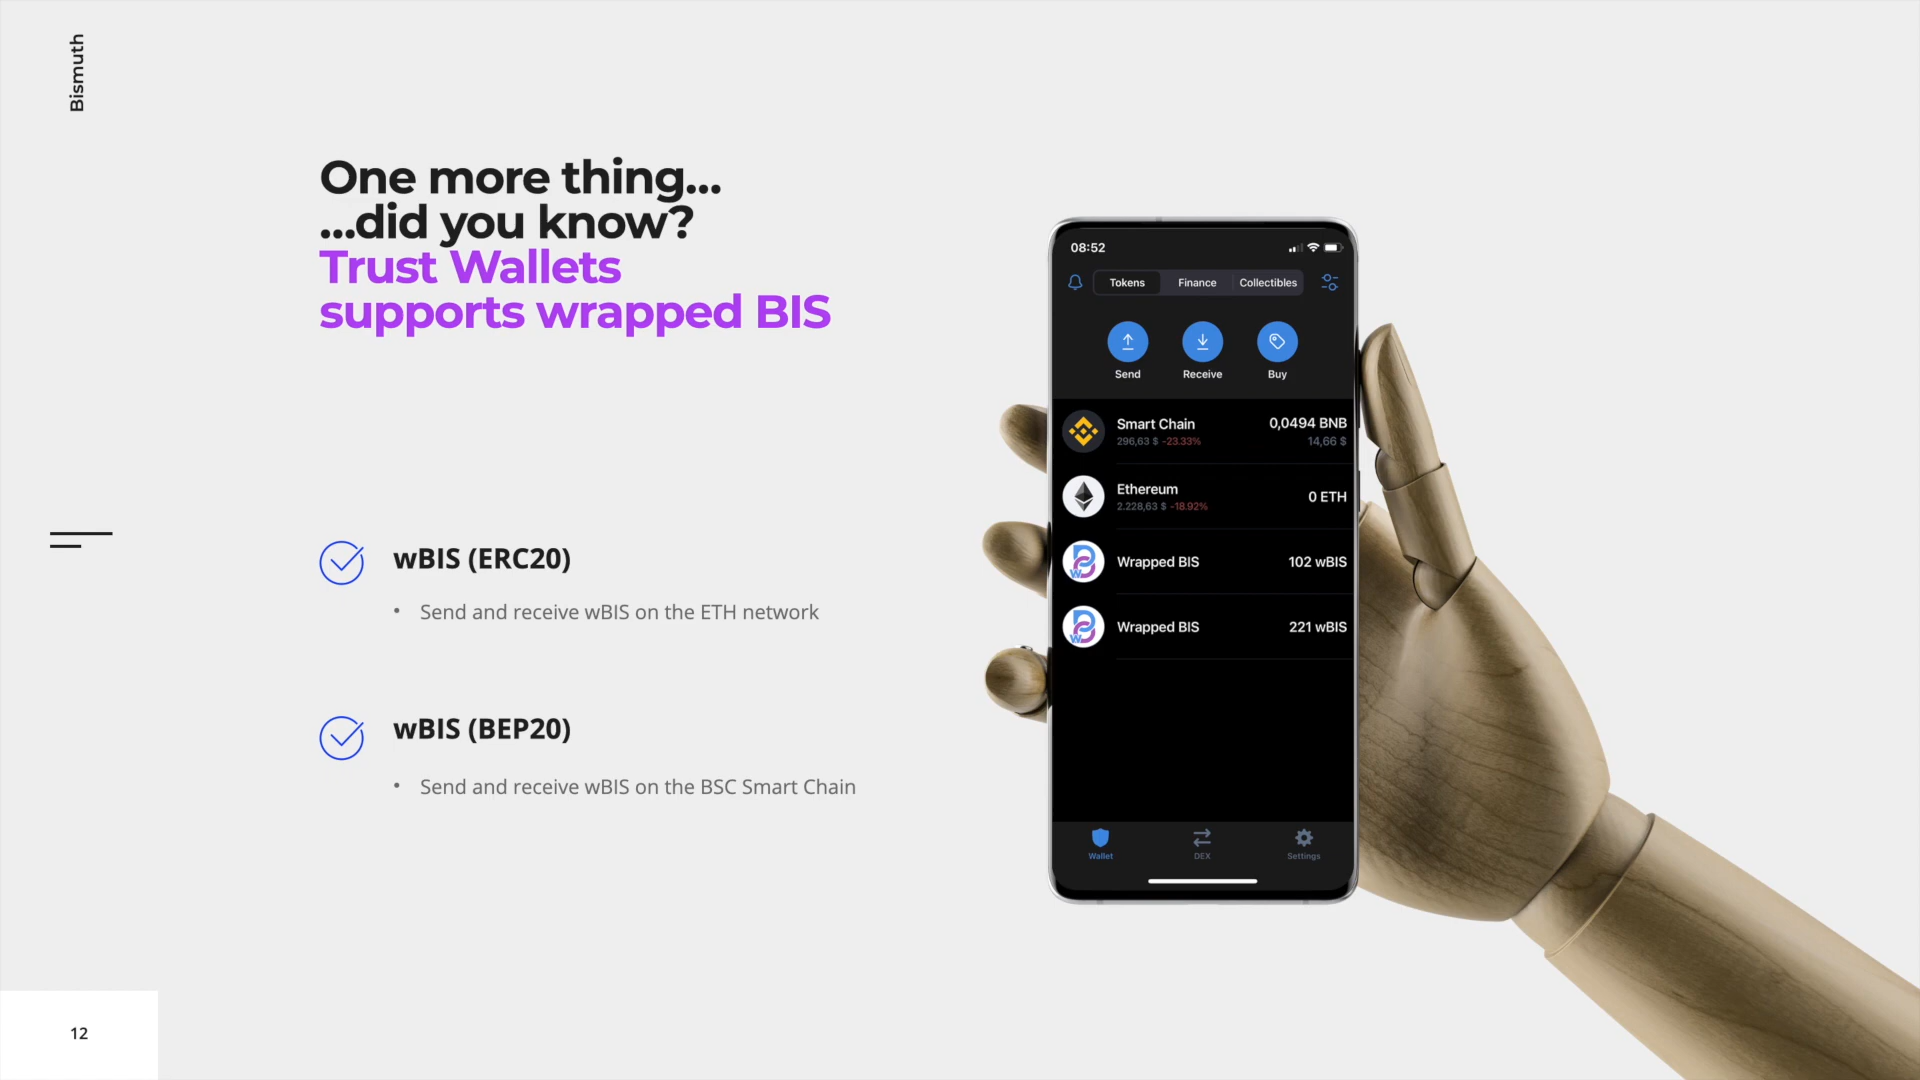 Bismuth
One more thing...
...did you know?
Trust Wallets
supports wrapped BIS
wBIS (ERC20)
• Send and receive wBIS on the ETH network
wBIS (BEP20)
• Send and receive wBIS on the BSC Smart Chain
12
08:52
Tokens Finance Collectibles
Send Receive Buy
Smart Chain 0,0494 BNB
296,63 $ -23.33% 14,66 $
Ethereum 0 ETH
2.228,63 $ -18.92%
W
Wrapped BIS 102 wBIS
W
Wrapped BIS 221 wBIS
Wallet DEX Settings